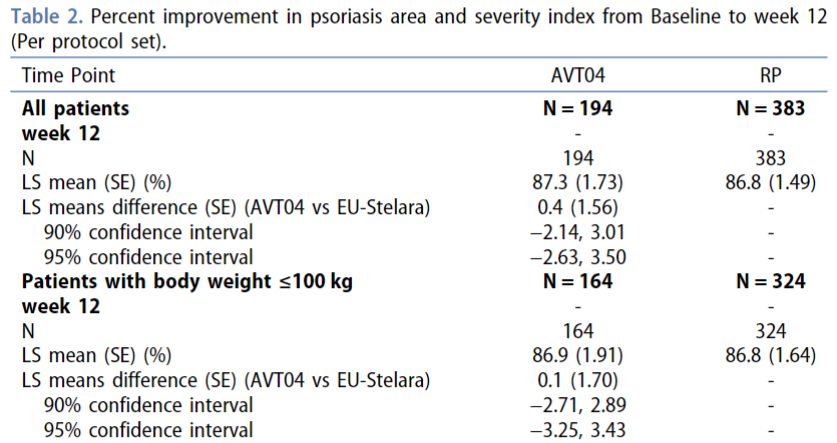 Table 2. Percent improvement in psoriasis area and severity index from Baseline to week 12
(Per protocol set).
Time Point AVT04 RP
All patients N = 194 N = 383
week 12 - -
N 194 383
LS mean (SE) (%) 87.3 (1.73) 86.8 (1.49)
LS means difference (SE) (AVT04 vs EU-Stelara) 0.4 (1.56) -
90% confidence interval −2.14, 3.01 -
95% confidence interval −2.63, 3.50 -
Patients with body weight ≤100 kg N = 164 N = 324
week 12 - -
N 164 324
LS mean (SE) (%) 86.9 (1.91) 86.8 (1.64)
LS means difference (SE) (AVT04 vs EU-Stelara) 0.1 (1.70) -
90% confidence interval −2.71, 2.89 -
95% confidence interval −3.25, 3.43 -